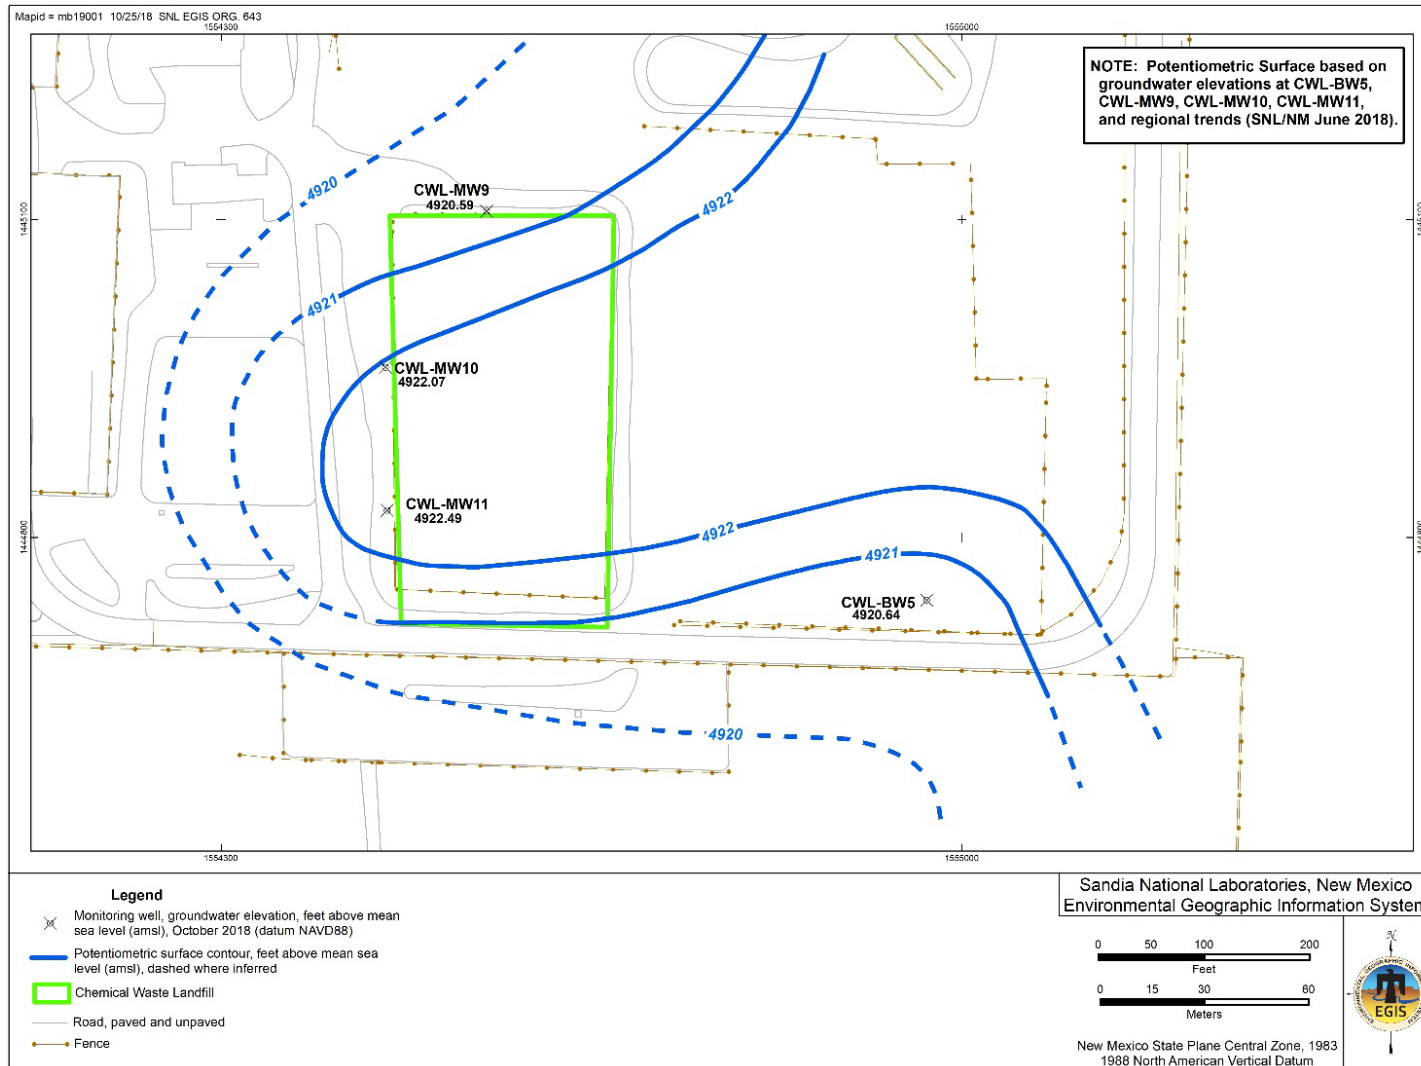 Mapid = mb19001 10/25/18 SNL EGIS ORG. 643
1554300
1555000
NOTE: Potentiometric Surface based on
groundwater elevations at CWL-BW5,
CWL-MW9, CWL-MW10, CWL-MW11,
and regional trends (SNL/NM June 2018).
4920
CWL-MW9
4920.59
4922
1445100
4921
CWL-MW10
4922.07
CWL-MW11
4922.49
4922
4921
1444800
CWL-BW5
4920.64
4920
1554300
1555000
Legend
Monitoring well, groundwater elevation, feet above mean
sea level (amsl), October 2018 (datum NAVD88)
Potentiometric surface contour, feet above mean sea
level (amsl), dashed where inferred
Chemical Waste Landfill
Road, paved and unpaved
Fence
Sandia National Laboratories, New Mexico
Environmental Geographic Information System
0 50 100 200
Feet
0 15 30 60
Meters
New Mexico State Plane Central Zone, 1983
1988 North American Vertical Datum
N
EGIS